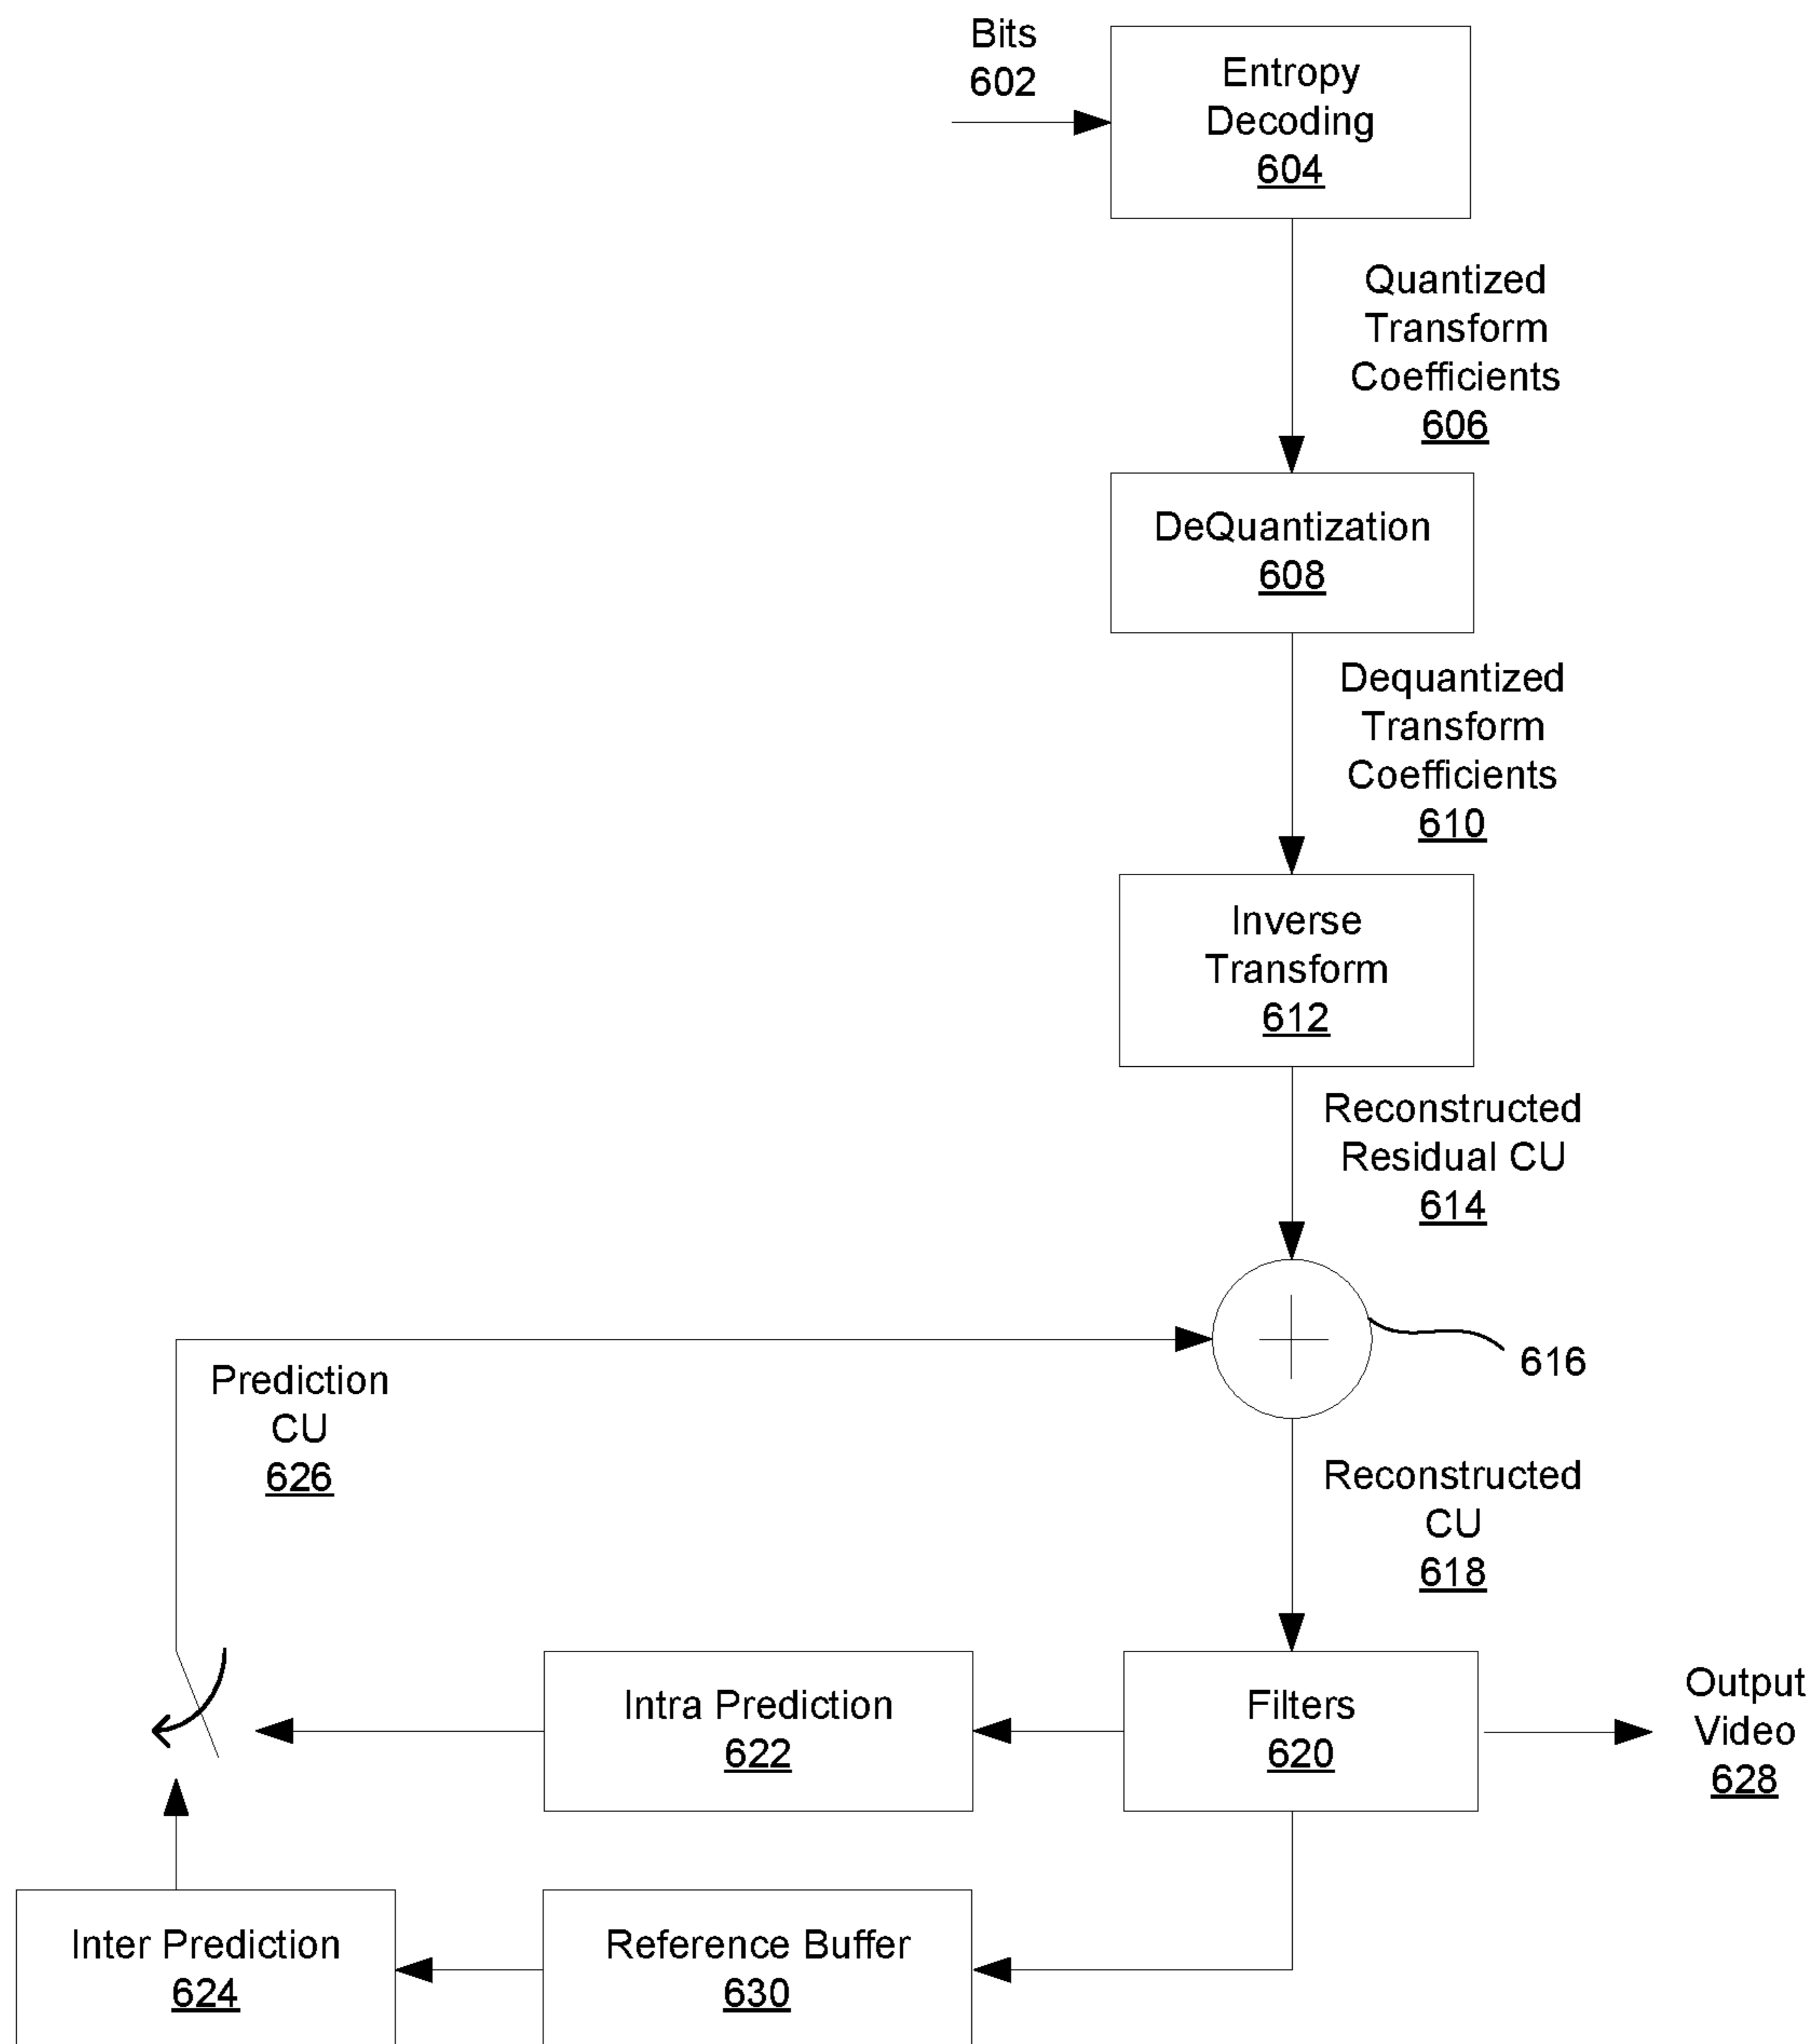 Bits
602
Entropy
Decoding
604
Quantized
Transform
Coefficients
606
DeQuantization
608
Dequantized
Transform
Coefficients
610
Inverse
Transform
612
Reconstructed
Residual CU
614
616
Prediction
CU
626
Reconstructed
CU
618
Intra Prediction
622
Filters
620
Output
Video
628
Inter Prediction
624
Reference Buffer
630